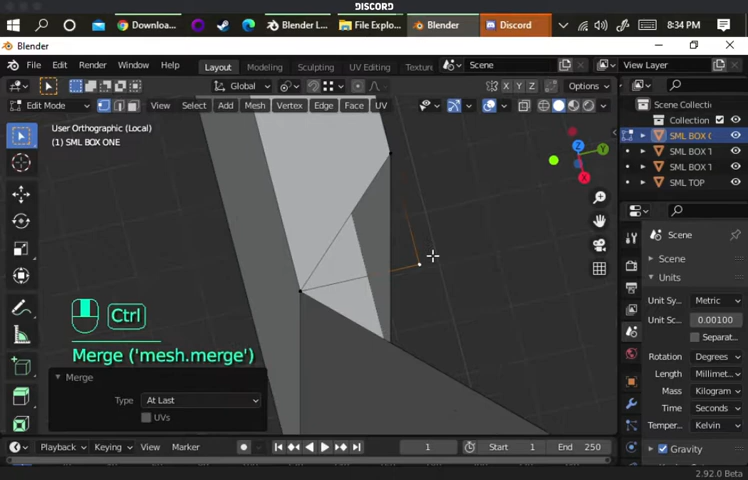 DISCORD
Downloa...
Blender L...
File Explo...
Blender
Discord
8:34 PM
Blender
File
Edit
Render
Window
Help
Layout
Modeling
Sculpting
UV Editing
Textur
Scene
View Layer
Global
X Y Z
Options
Edit Mode
View
Select
Add
Mesh
Vertex
Edge
Face
UV
User Orthographic (Local)
(1) SML BOX ONE
Z
Y
X
Scene Collectio
Collection
SML BOX O
SML BOX T
SML BOX T
SML TOP
Scene
Scene
Units
Unit Sy... Metric
Unit Sc... 0.00100
Separat...
Rotation Degrees
Length Millimet...
Mass Kilogram
Time Seconds
Temper... Kelvin
Gravity
Ctrl
Merge ('mesh.merge')
Merge
Type At Last
UVs
Playback
Keying
View
Marker
1
Start 1
End 250
2.92.0